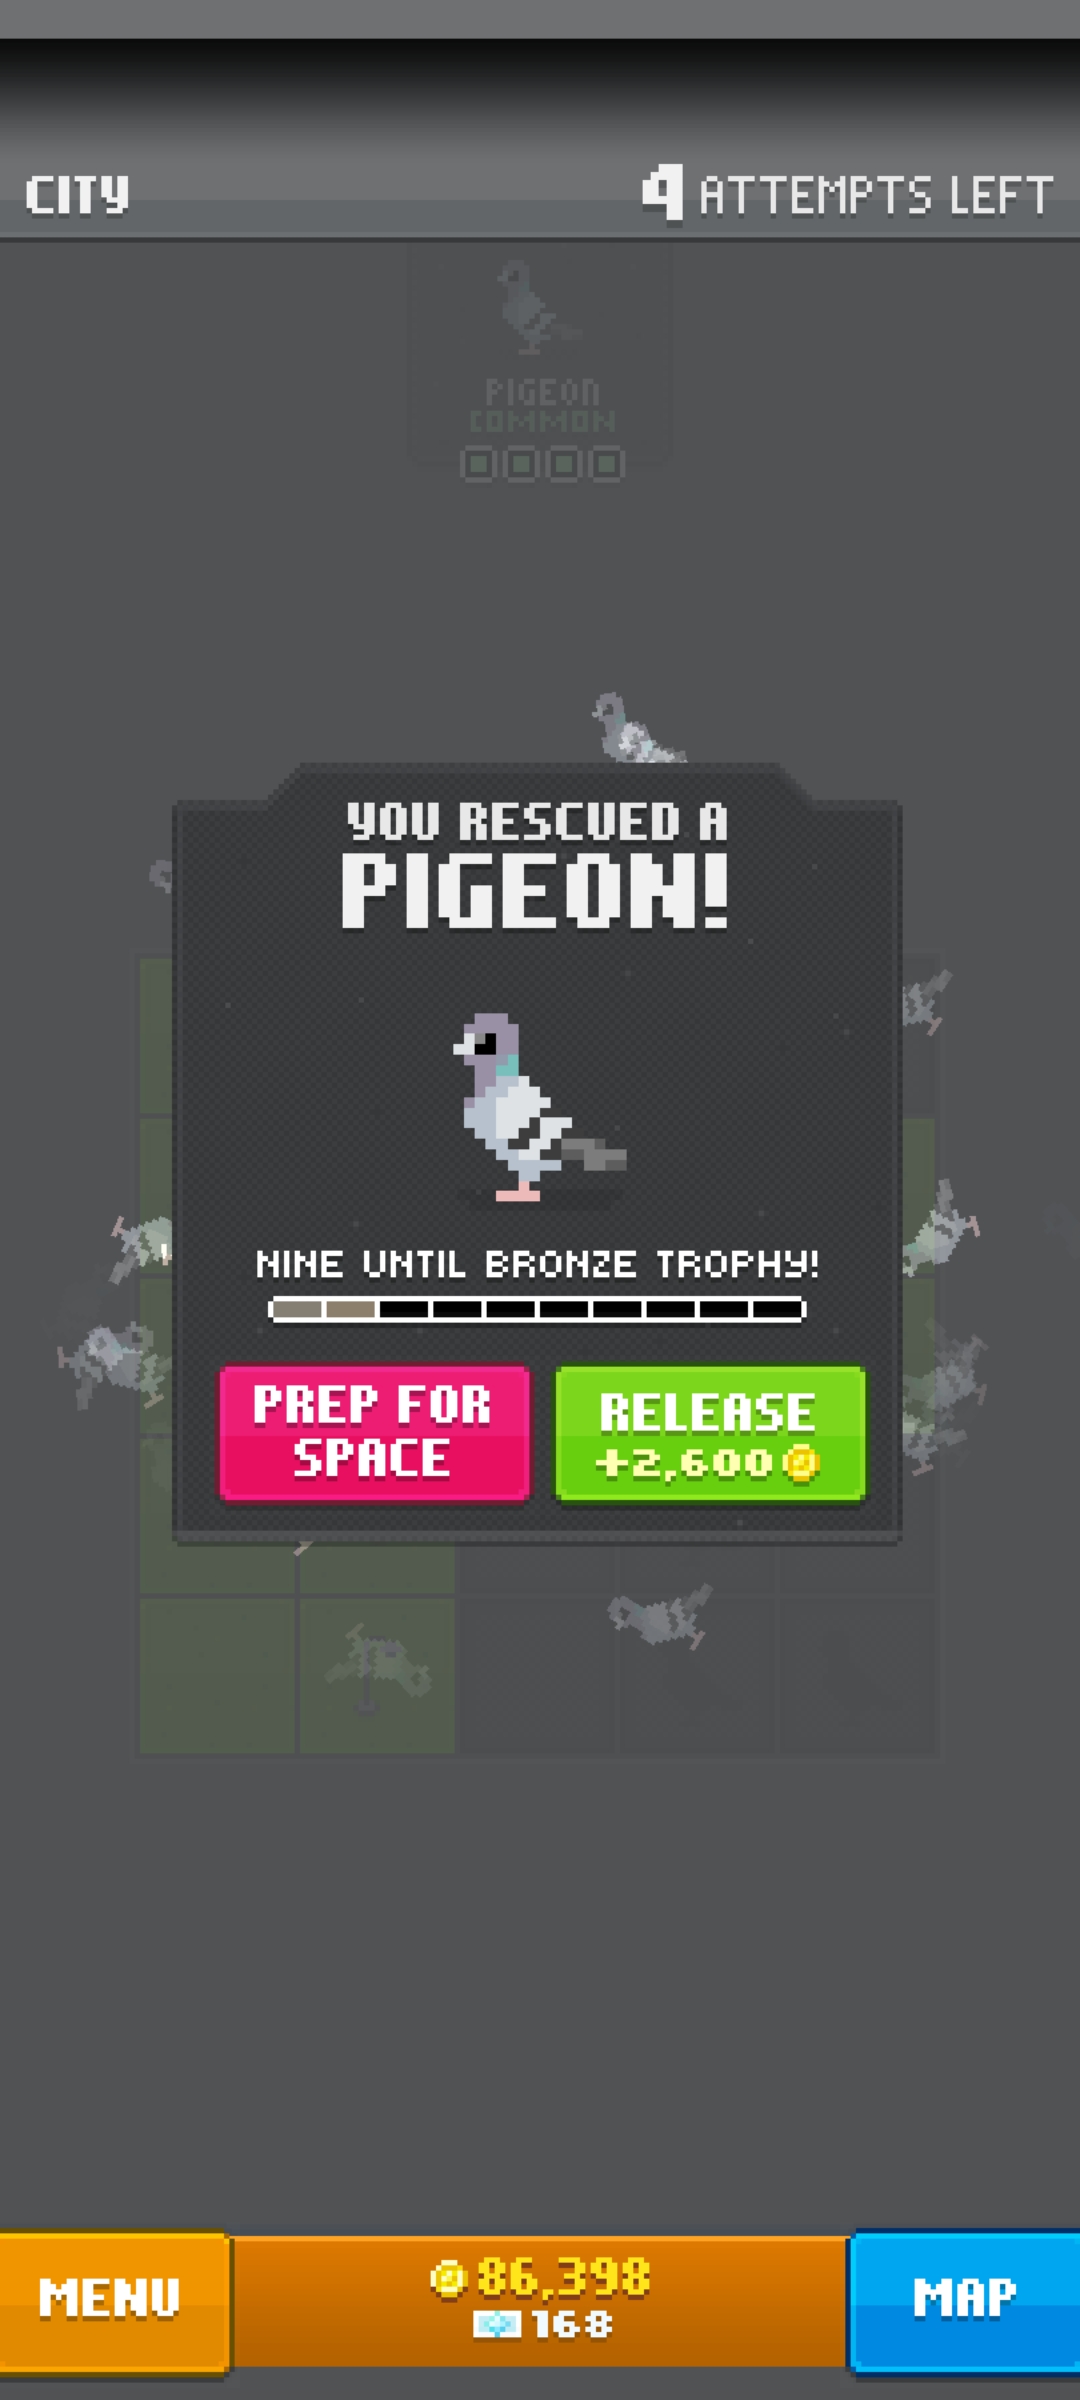 CITY
4 ATTEMPTS LEFT
PIGEON
COMMON
YOU RESCUED A
PIGEON!
NINE UNTIL BRONZE TROPHY!
PREP FOR
SPACE
RELEASE
+2,600
MENU
86,398
168
MAP